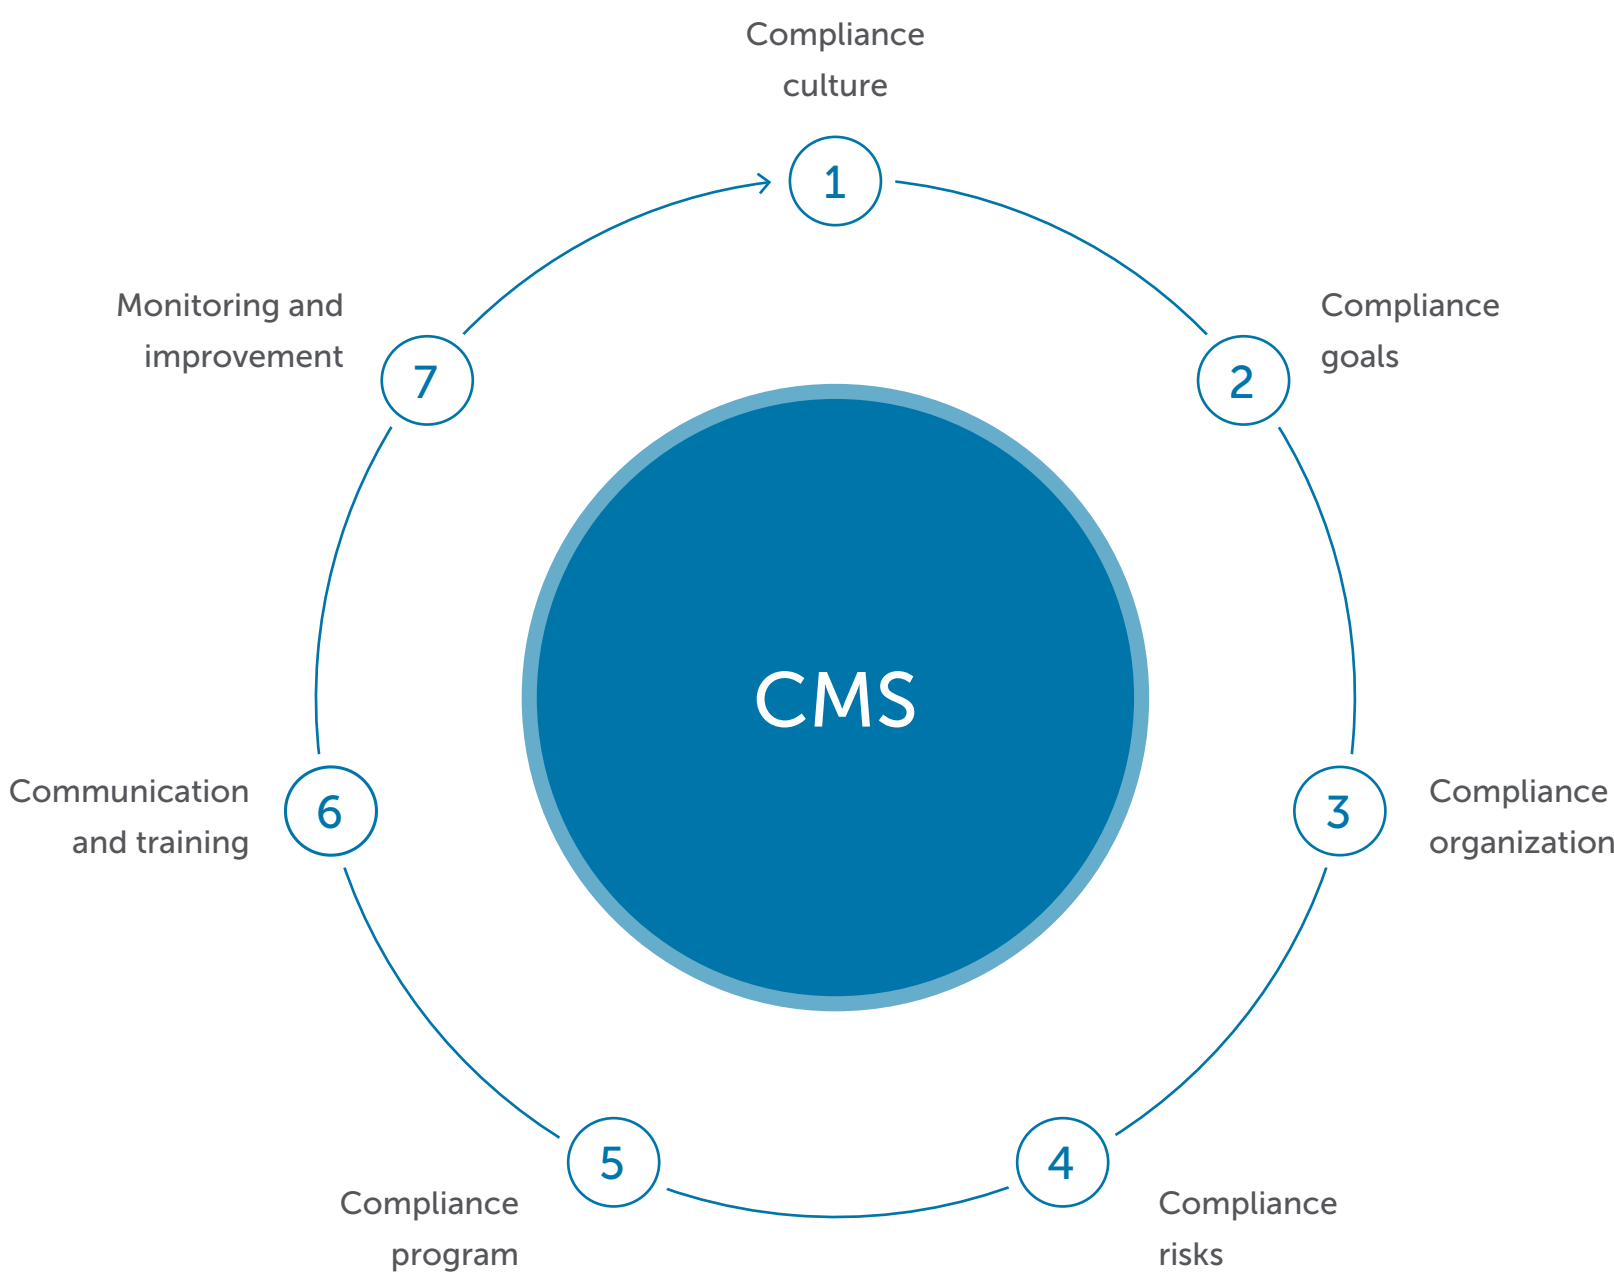 Compliance
culture
1
Compliance
goals
2
Compliance
organization
3
Compliance
risks
4
Compliance
program
5
Communication
and training
6
Monitoring and
improvement
7
CMS